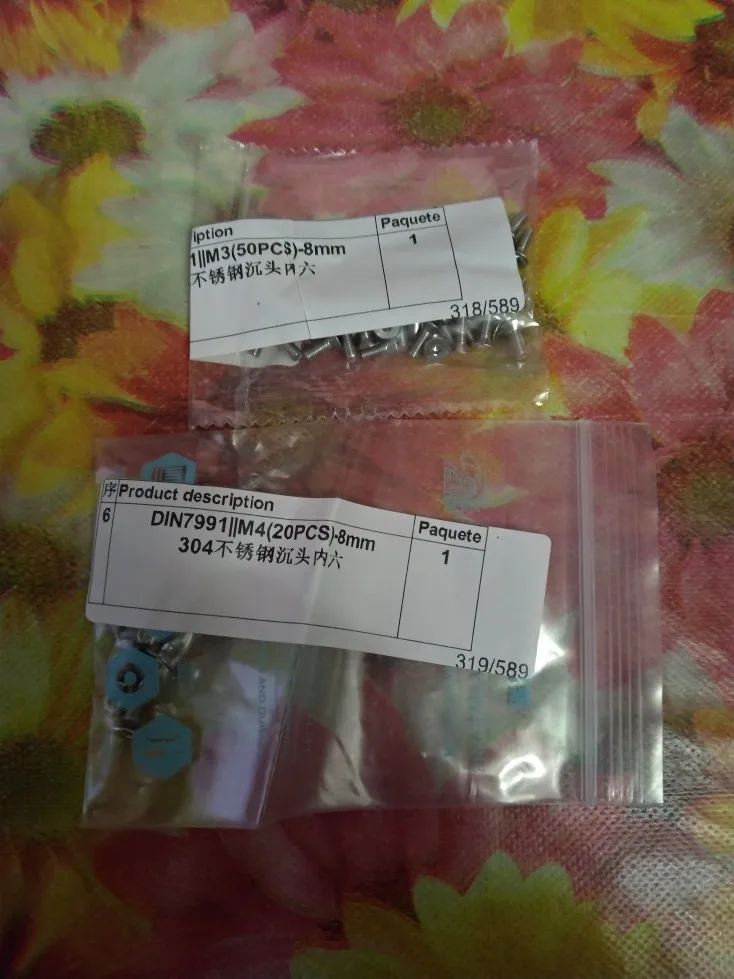 iption Paquete
1||M3(50PCS)-8mm 1
不锈钢沉头内六
318/589
序 Product description Paquete
6 DIN7991||M4(20PCS)-8mm 1
304不锈钢沉头内六
319/589